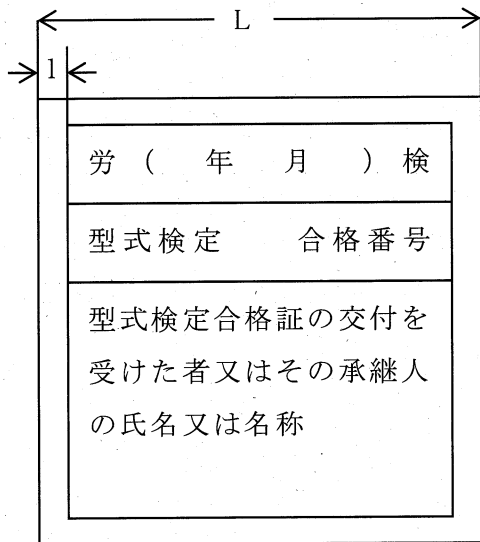 L
1
労（　年　月　）検
型式検定　　合格番号
型式検定合格証の交付を
受けた者又はその承継人
の氏名又は名称